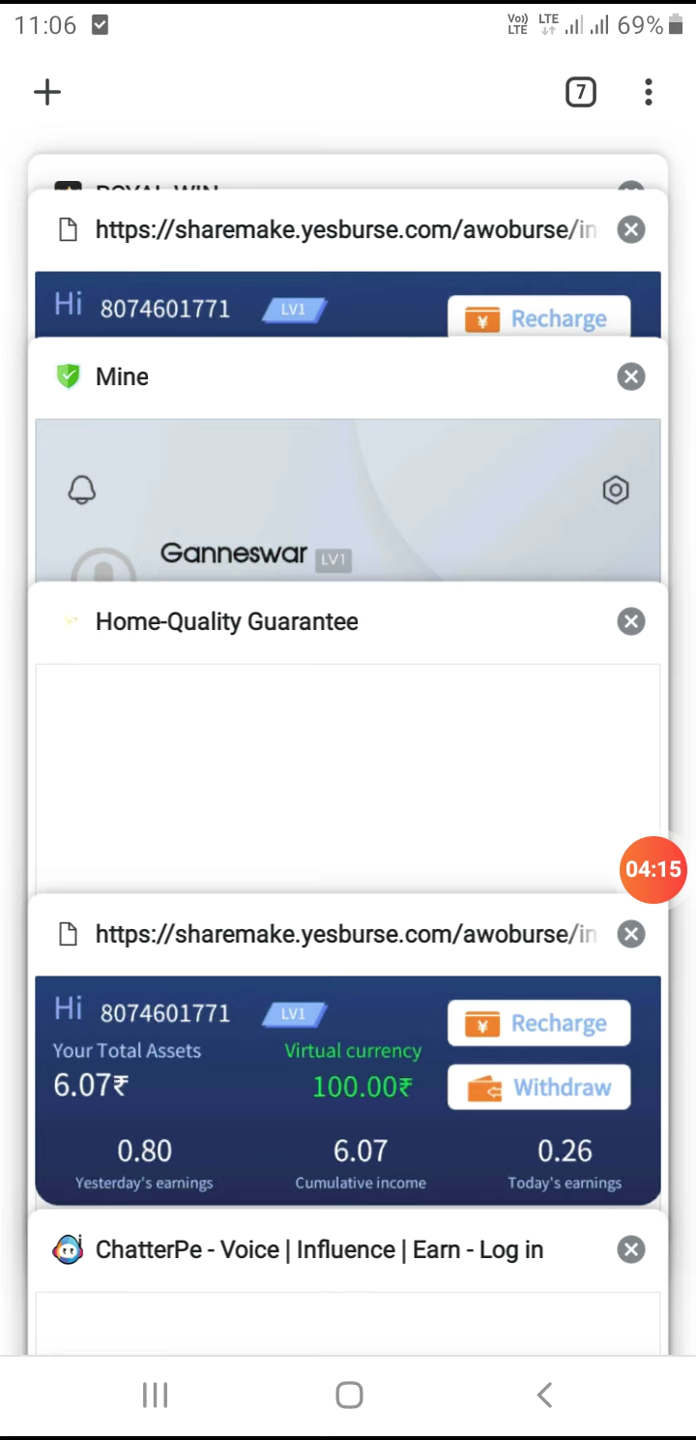 11:06
Vo)) LTE LTE 69%
7
ROYAL WIN
https://sharemake.yesburse.com/awoburse/in
Hi 8074601771 LV1
¥ Recharge
Mine
Ganneswar LV1
Home-Quality Guarantee
04:15
https://sharemake.yesburse.com/awoburse/in
Hi 8074601771 LV1
¥ Recharge
Your Total Assets Virtual currency
6.07₹ 100.00₹
Withdraw
0.80 6.07 0.26
Yesterday's earnings Cumulative income Today's earnings
ChatterPe - Voice | Influence | Earn - Log in